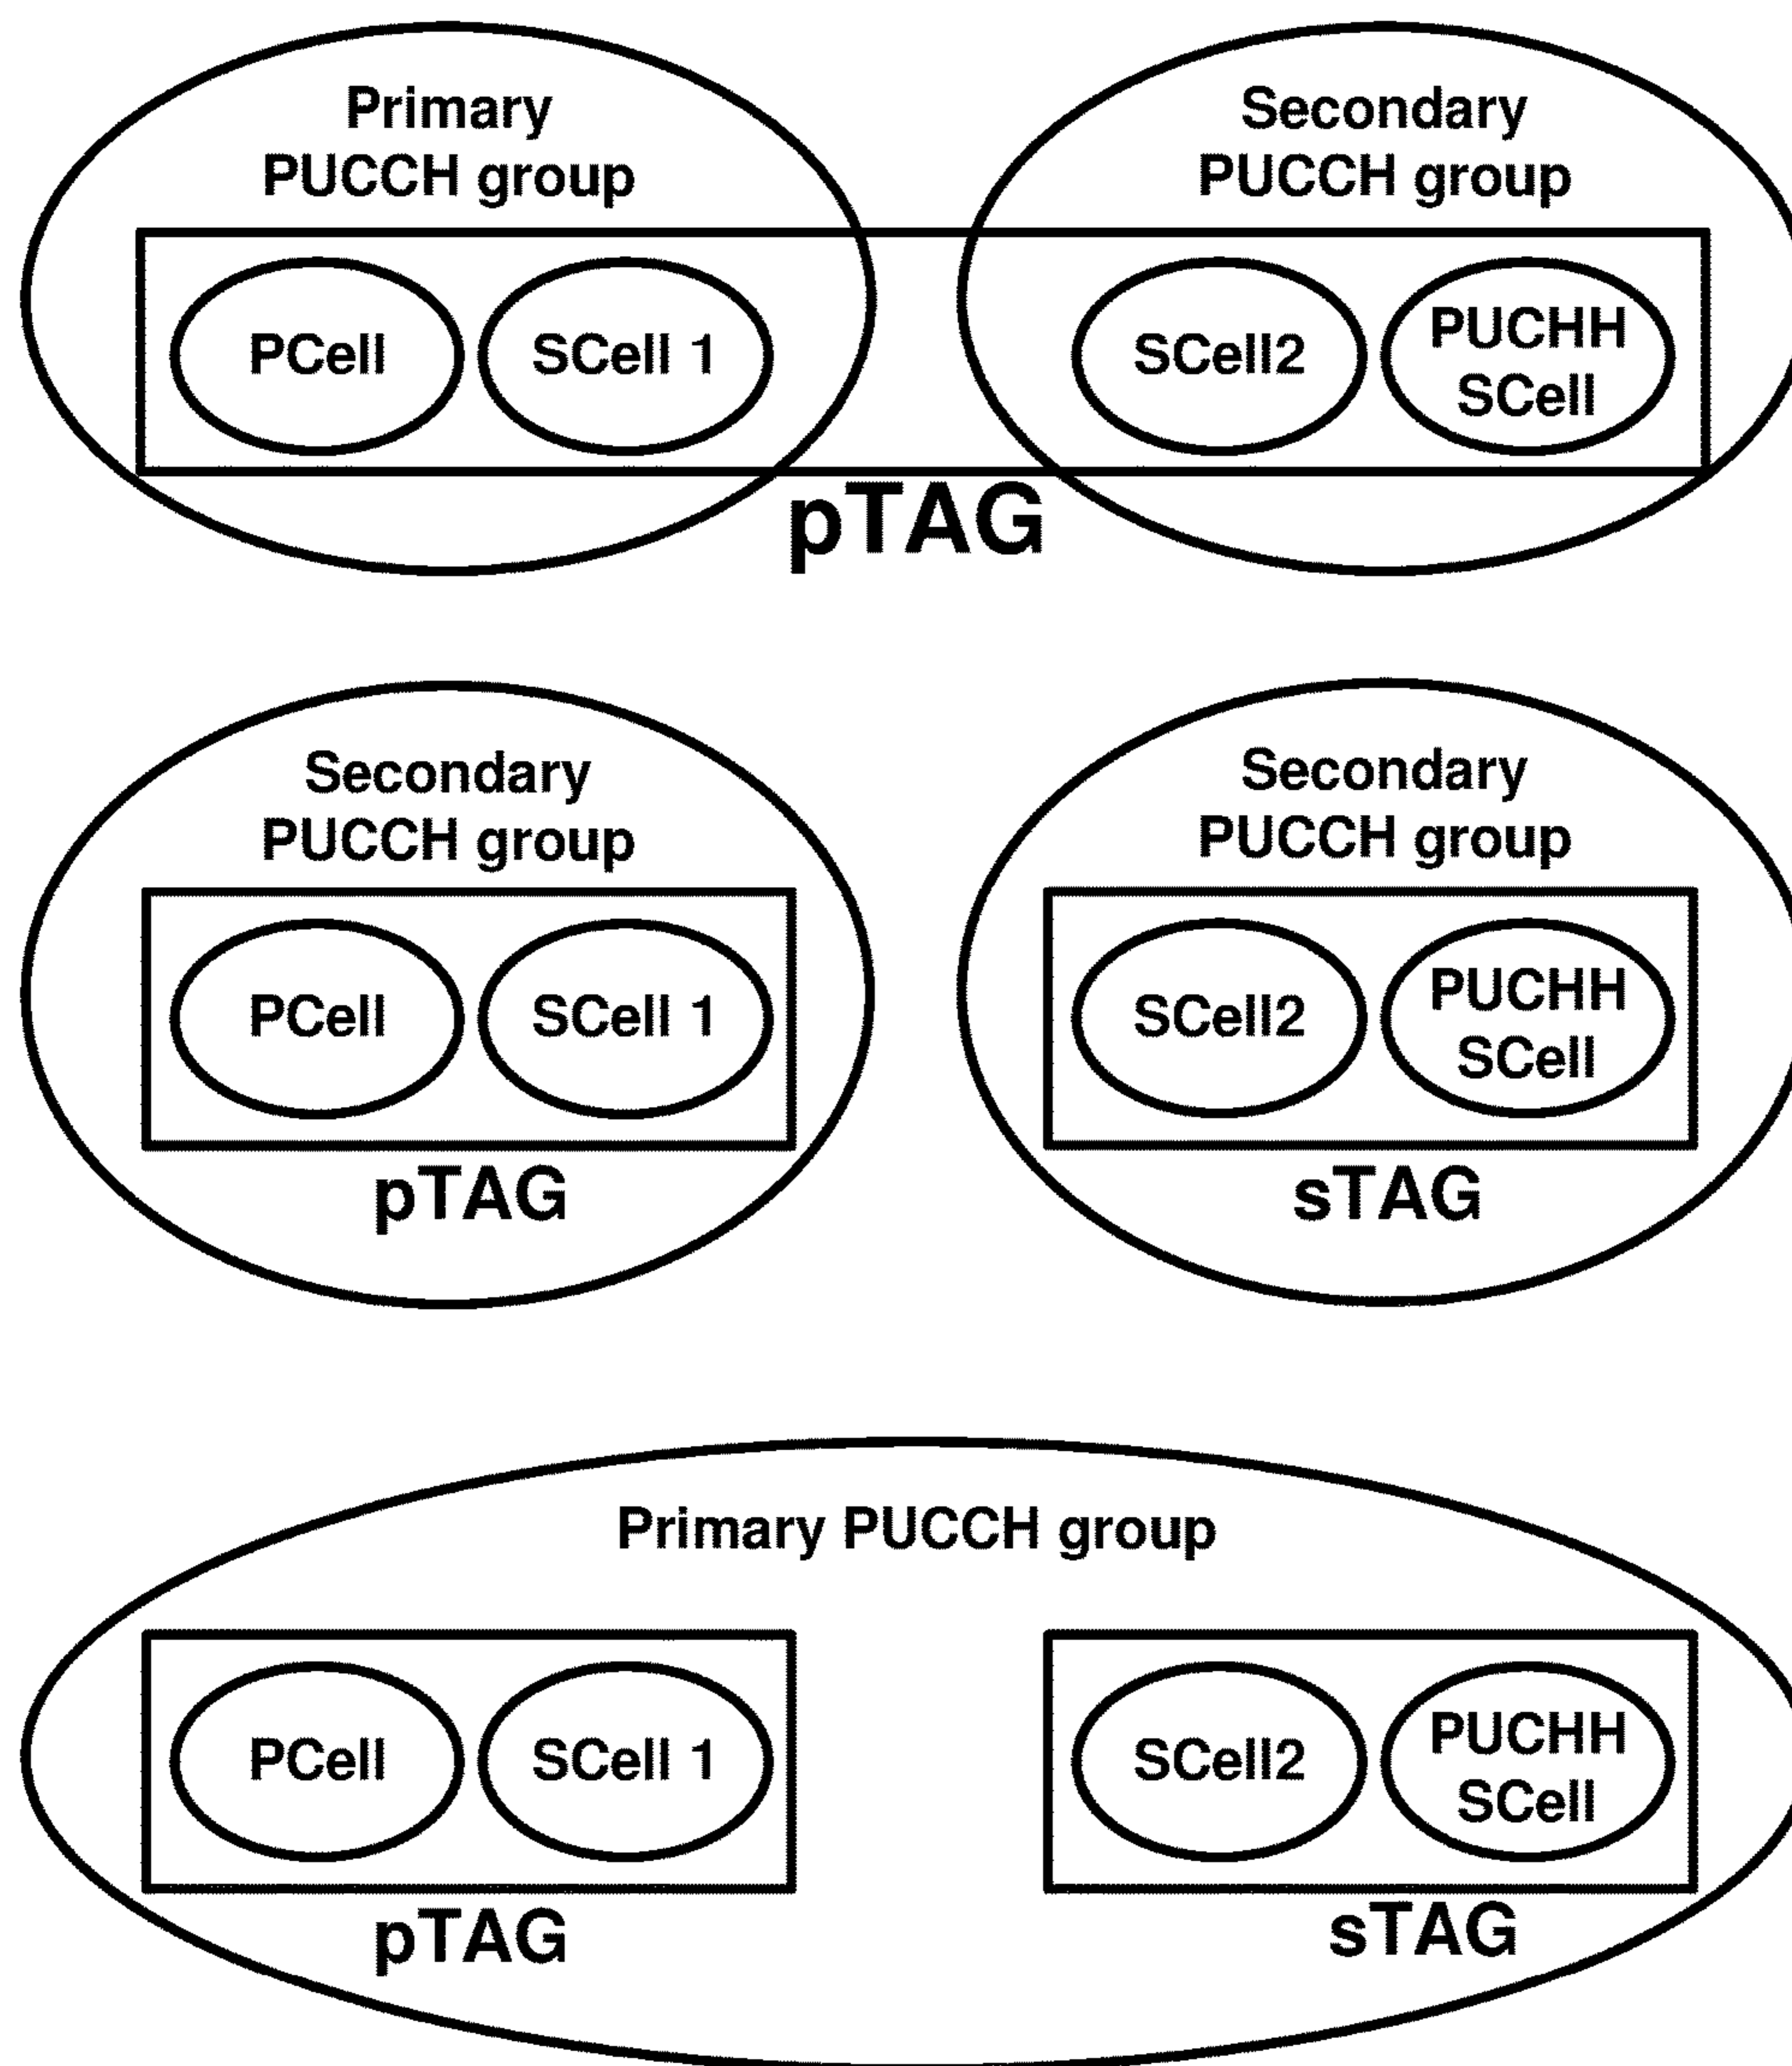 Primary
PUCCH group
Secondary
PUCCH group
PCell
SCell 1
SCell2
PUCHH
SCell
pTAG
Secondary
PUCCH group
Secondary
PUCCH group
PCell
SCell 1
SCell2
PUCHH
SCell
pTAG
sTAG
Primary PUCCH group
PCell
SCell 1
SCell2
PUCHH
SCell
pTAG
sTAG